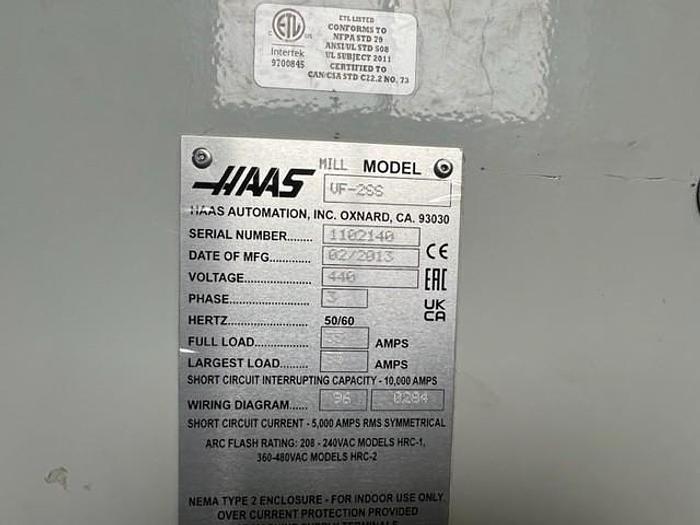 ETL LISTED
CONFORMS TO
NFPA STD 79
ANSI/UL STD 508
UL SUBJECT 2011
CERTIFIED TO
CAN/CSA STD C22.2 NO. 73
ETL
C US
Intertek
9700845
HAAS MILL MODEL VF-2SS
HAAS AUTOMATION, INC. OXNARD, CA. 93030
SERIAL NUMBER........ 1102140
DATE OF MFG........... 02/2013
VOLTAGE................. 440
PHASE..................... 3
HERTZ..................... 50/60
FULL LOAD................ AMPS
LARGEST LOAD......... AMPS
SHORT CIRCUIT INTERRUPTING CAPACITY - 10,000 AMPS
WIRING DIAGRAM...... 96 0284
SHORT CIRCUIT CURRENT - 5,000 AMPS RMS SYMMETRICAL
ARC FLASH RATING: 208 - 240VAC MODELS HRC-1,
360-480VAC MODELS HRC-2
NEMA TYPE 2 ENCLOSURE - FOR INDOOR USE ONLY.
OVER CURRENT PROTECTION PROVIDED
CE
EAC
UK
CA